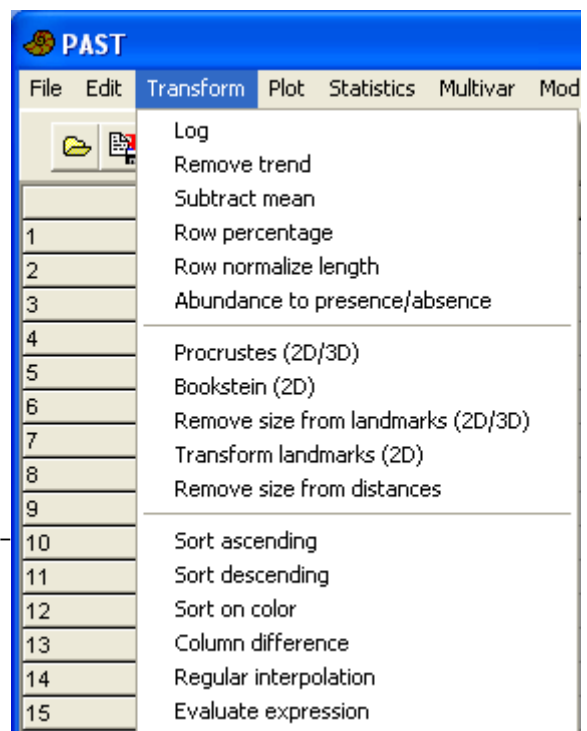 PAST
File Edit Transform Plot Statistics Multivar Mod
Log
Remove trend
Subtract mean
Row percentage
Row normalize length
Abundance to presence/absence
Procrustes (2D/3D)
Bookstein (2D)
Remove size from landmarks (2D/3D)
Transform landmarks (2D)
Remove size from distances
Sort ascending
Sort descending
Sort on color
Column difference
Regular interpolation
Evaluate expression
1
2
3
4
5
6
7
8
9
10
11
12
13
14
15